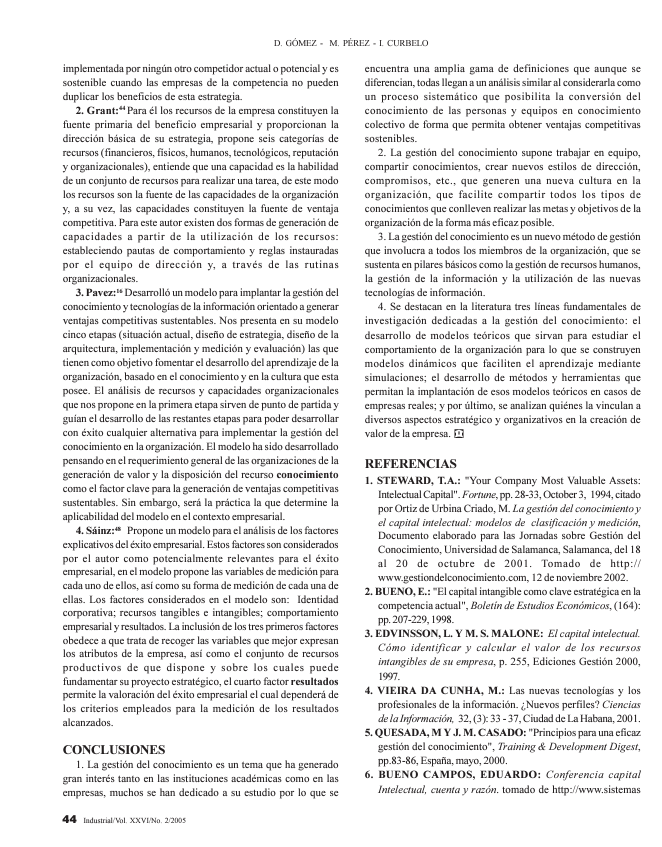 D. GÓMEZ - M. PÉREZ - I. CURBELO
implementada por ningún otro competidor actual o potencial y es
sostenible cuando las empresas de la competencia no pueden
duplicar los beneficios de esta estrategia.
2. Grant:44 Para él los recursos de la empresa constituyen la
fuente primaria del beneficio empresarial y proporcionan la
dirección básica de su estrategia, propone seis categorías de
recursos (financieros, físicos, humanos, tecnológicos, reputación
y organizacionales), entiende que una capacidad es la habilidad
de un conjunto de recursos para realizar una tarea, de este modo
los recursos son la fuente de las capacidades de la organización
y, a su vez, las capacidades constituyen la fuente de ventaja
competitiva. Para este autor existen dos formas de generación de
capacidades a partir de la utilización de los recursos:
estableciendo pautas de comportamiento y reglas instauradas
por el equipo de dirección y, a través de las rutinas
organizacionales.
3. Pavez:16 Desarrolló un modelo para implantar la gestión del
conocimiento y tecnologías de la información orientado a generar
ventajas competitivas sustentables. Nos presenta en su modelo
cinco etapas (situación actual, diseño de estrategia, diseño de la
arquitectura, implementación y medición y evaluación) las que
tienen como objetivo fomentar el desarrollo del aprendizaje de la
organización, basado en el conocimiento y en la cultura que esta
posee. El análisis de recursos y capacidades organizacionales
que nos propone en la primera etapa sirven de punto de partida y
guían el desarrollo de las restantes etapas para poder desarrollar
con éxito cualquier alternativa para implementar la gestión del
conocimiento en la organización. El modelo ha sido desarrollado
pensando en el requerimiento general de las organizaciones de la
generación de valor y la disposición del recurso conocimiento
como el factor clave para la generación de ventajas competitivas
sustentables. Sin embargo, será la práctica la que determine la
aplicabilidad del modelo en el contexto empresarial.
4. Sáinz:48 Propone un modelo para el análisis de los factores
explicativos del éxito empresarial. Estos factores son considerados
por el autor como potencialmente relevantes para el éxito
empresarial, en el modelo propone las variables de medición para
cada uno de ellos, así como su forma de medición de cada una de
ellas. Los factores considerados en el modelo son: Identidad
corporativa; recursos tangibles e intangibles; comportamiento
empresarial y resultados. La inclusión de los tres primeros factores
obedece a que trata de recoger las variables que mejor expresan
los atributos de la empresa, así como el conjunto de recursos
productivos de que dispone y sobre los cuales puede
fundamentar su proyecto estratégico, el cuarto factor resultados
permite la valoración del éxito empresarial el cual dependerá de
los criterios empleados para la medición de los resultados
alcanzados.
CONCLUSIONES
1. La gestión del conocimiento es un tema que ha generado
gran interés tanto en las instituciones académicas como en las
empresas, muchos se han dedicado a su estudio por lo que se
encuentra una amplia gama de definiciones que aunque se
diferencian, todas llegan a un análisis similar al considerarla como
un proceso sistemático que posibilita la conversión del
conocimiento de las personas y equipos en conocimiento
colectivo de forma que permita obtener ventajas competitivas
sostenibles.
2. La gestión del conocimiento supone trabajar en equipo,
compartir conocimientos, crear nuevos estilos de dirección,
compromisos, etc., que generen una nueva cultura en la
organización, que facilite compartir todos los tipos de
conocimientos que conlleven realizar las metas y objetivos de la
organización de la forma más eficaz posible.
3. La gestión del conocimiento es un nuevo método de gestión
que involucra a todos los miembros de la organización, que se
sustenta en pilares básicos como la gestión de recursos humanos,
la gestión de la información y la utilización de las nuevas
tecnologías de información.
4. Se destacan en la literatura tres líneas fundamentales de
investigación dedicadas a la gestión del conocimiento: el
desarrollo de modelos teóricos que sirvan para estudiar el
comportamiento de la organización para lo que se construyen
modelos dinámicos que faciliten el aprendizaje mediante
simulaciones; el desarrollo de métodos y herramientas que
permitan la implantación de esos modelos teóricos en casos de
empresas reales; y por último, se analizan quiénes la vinculan a
diversos aspectos estratégico y organizativos en la creación de
valor de la empresa.
REFERENCIAS
1. STEWARD, T.A.: "Your Company Most Valuable Assets:
Intelectual Capital". Fortune, pp. 28-33, October 3, 1994, citado
por Ortiz de Urbina Criado, M. La gestión del conocimiento y
el capital intelectual: modelos de clasificación y medición,
Documento elaborado para las Jornadas sobre Gestión del
Conocimiento, Universidad de Salamanca, Salamanca, del 18
al 20 de octubre de 2001. Tomado de http://
www.gestiondelconocimiento.com, 12 de noviembre 2002.
2. BUENO, E.: "El capital intangible como clave estratégica en la
competencia actual", Boletín de Estudios Económicos, (164):
pp. 207-229, 1998.
3. EDVINSSON, L. Y M. S. MALONE: El capital intelectual.
Cómo identificar y calcular el valor de los recursos
intangibles de su empresa, p. 255, Ediciones Gestión 2000,
1997.
4. VIEIRA DA CUNHA, M.: Las nuevas tecnologías y los
profesionales de la información. ¿Nuevos perfiles? Ciencias
de la Información, 32, (3): 33 - 37, Ciudad de La Habana, 2001.
5. QUESADA, M Y J. M. CASADO: "Principios para una eficaz
gestión del conocimiento", Training & Development Digest,
pp.83-86, España, mayo, 2000.
6. BUENO CAMPOS, EDUARDO: Conferencia capital
Intelectual, cuenta y razón. tomado de http://www.sistemas
44 Industrial/Vol. XXVI/No. 2/2005